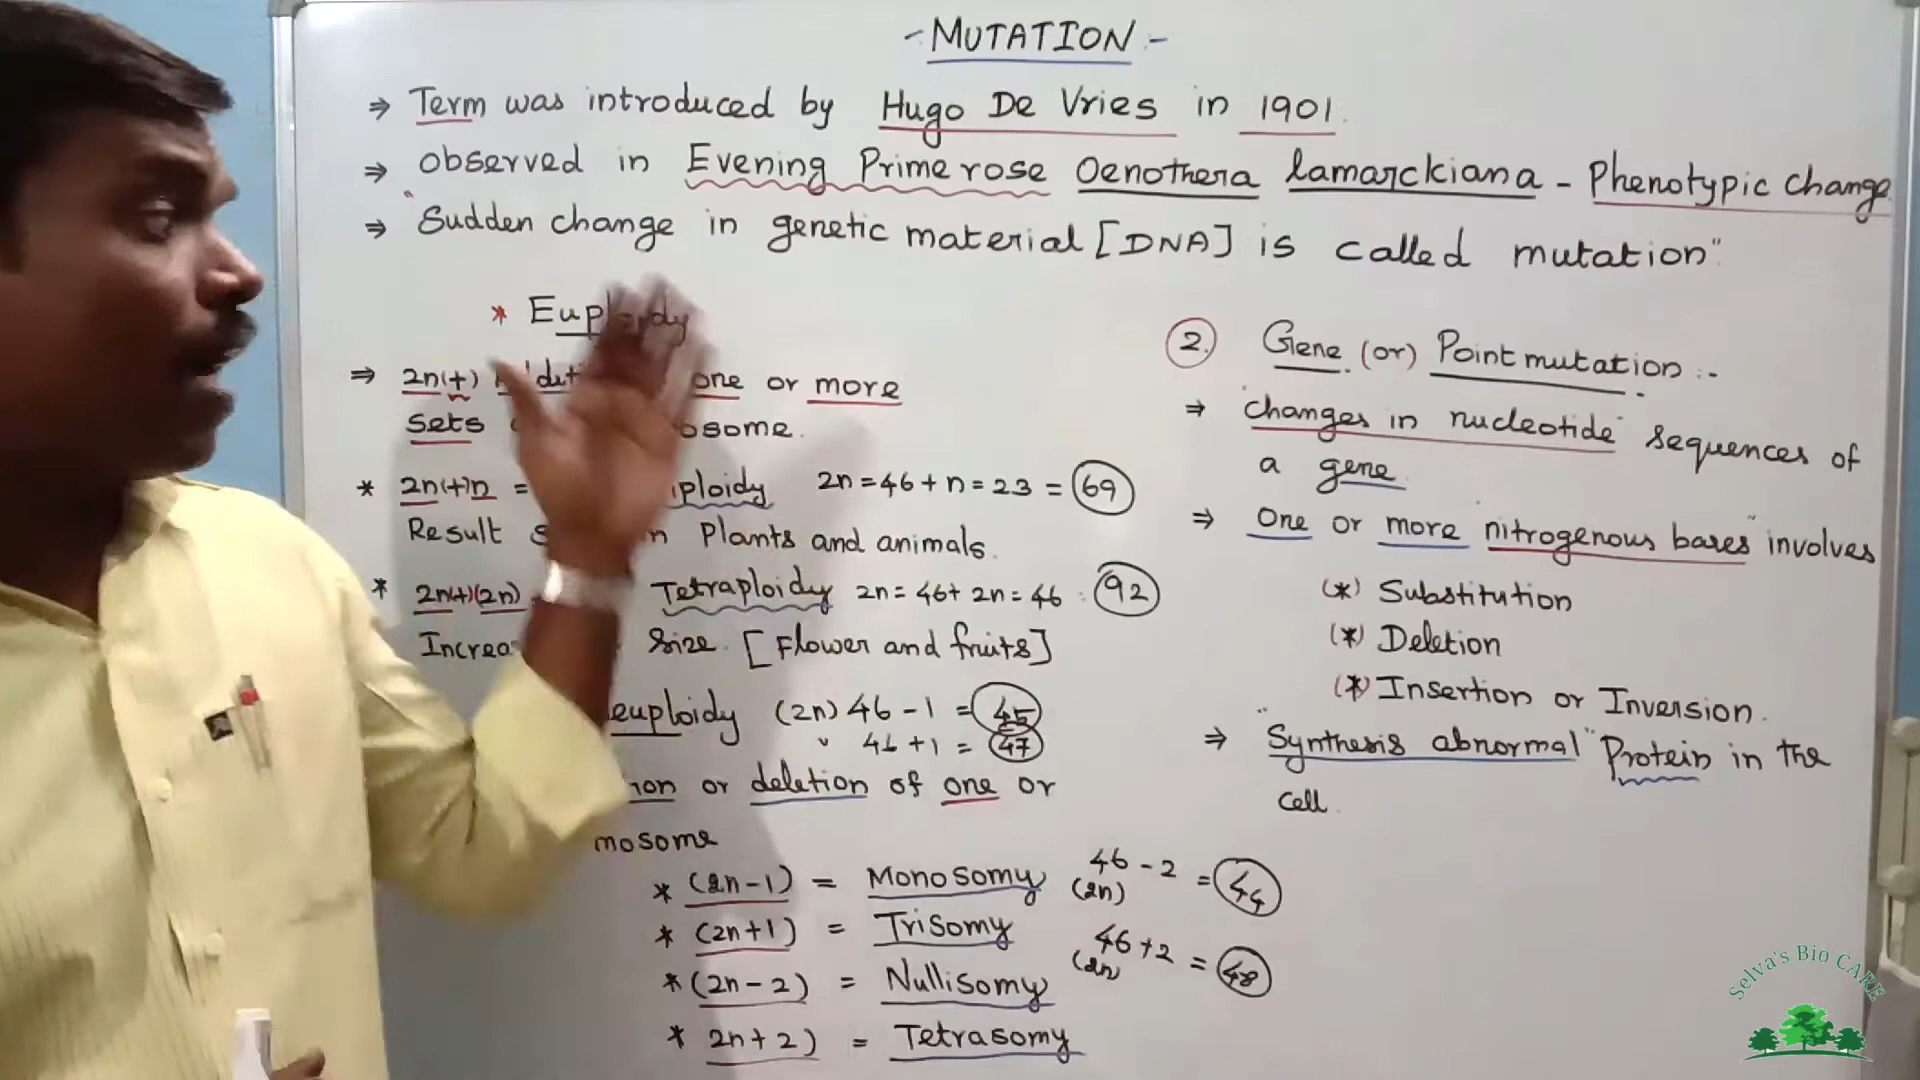 - MUTATION :-
⇒ Term was introduced by Hugo De Vries in 1901.
⇒ observed in Evening Primerose Oenothera lamarckiana - Phenotypic change
⇒ "Sudden change in genetic material [DNA] is called mutation"
* Euploidy
⇒ 2n(+) one or more
sets osome.
* 2n(+)n = iploidy 2n = 46 + n = 23 = 69
Result in Plants and animals.
* 2n(+)(2n) Tetraploidy 2n = 46 + 2n = 46 : 92
Increa size. [Flower and fruits]
euploidy (2n) 46 - 1 = 45
" 46 + 1 = 47
ion or deletion of one or
mosome
* (2n-1) = Monosomy 46 - 2 = 44
(2n)
* (2n+1) = Trisomy 46 + 2 = 48
(2n)
* (2n-2) = Nullisomy
* 2n+2) = Tetrasomy
2. Gene (or) Point mutation :-
⇒ "changes in nucleotide" sequences of
a gene.
⇒ One or more "nitrogenous bases" involves
(*) Substitution
(*) Deletion
(*) Insertion or Inversion.
⇒ "Synthesis abnormal" Protein in the
cell.
Selva's Bio CARE